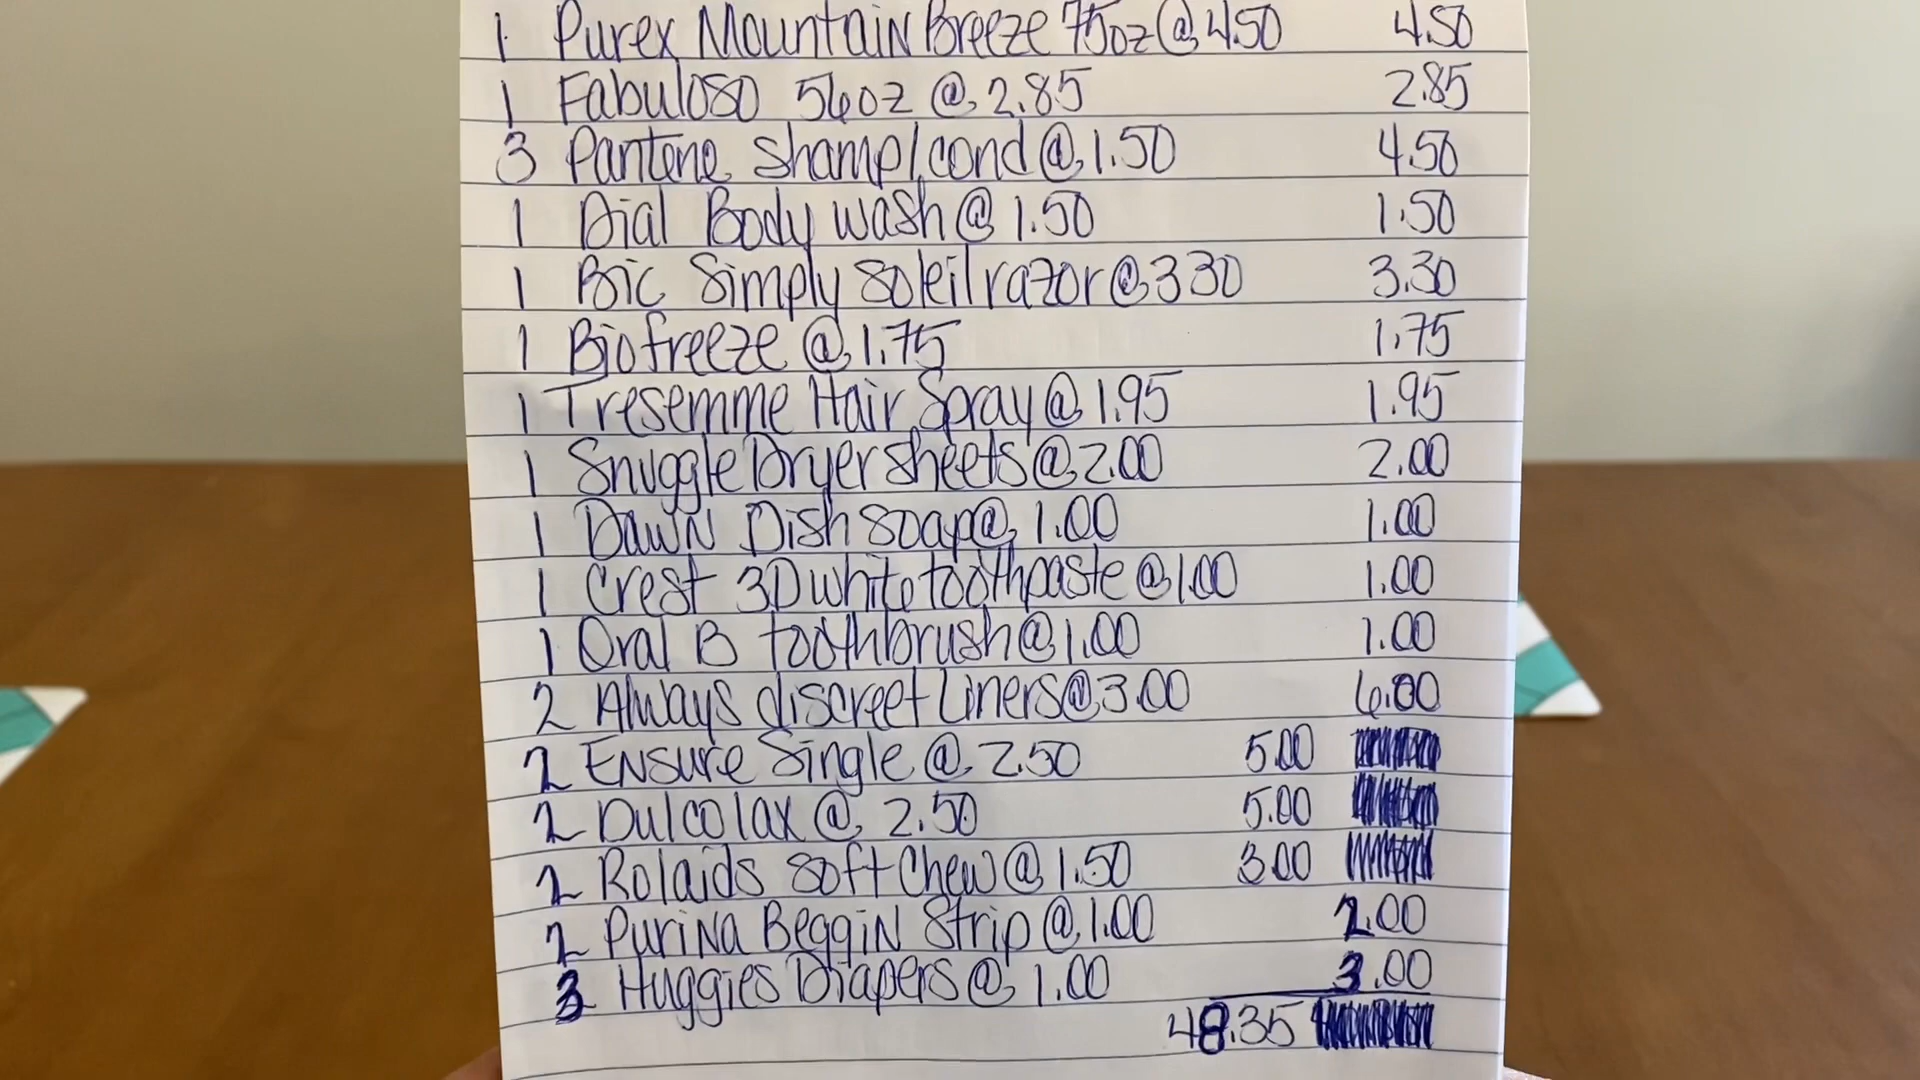 1 Purex Mountain Breeze 75oz @ 4.50 4.50
1 Fabuloso 56oz @ 2.85 2.85
3 Pantene shamp/cond @ 1.50 4.50
1 Dial Body wash @ 1.50 1.50
1 Bic Simply Soleil razor @ 3.30 3.30
1 Biofreeze @ 1.75 1.75
1 Tresemme Hair Spray @ 1.95 1.95
1 Snuggle Dryer sheets @ 2.00 2.00
1 Dawn Dish Soap @ 1.00 1.00
1 Crest 3D white toothpaste @ 1.00 1.00
1 Oral B toothbrush @ 1.00 1.00
2 Always discreet Liners @ 3.00 6.00
2 Ensure Single @ 2.50 5.00
2 Dulcolax @ 2.50 5.00
2 Rolaids Soft Chew @ 1.50 3.00
2 Purina Beggin Strip @ 1.00 2.00
3 Huggies Diapers @ 1.00 3.00
48.35